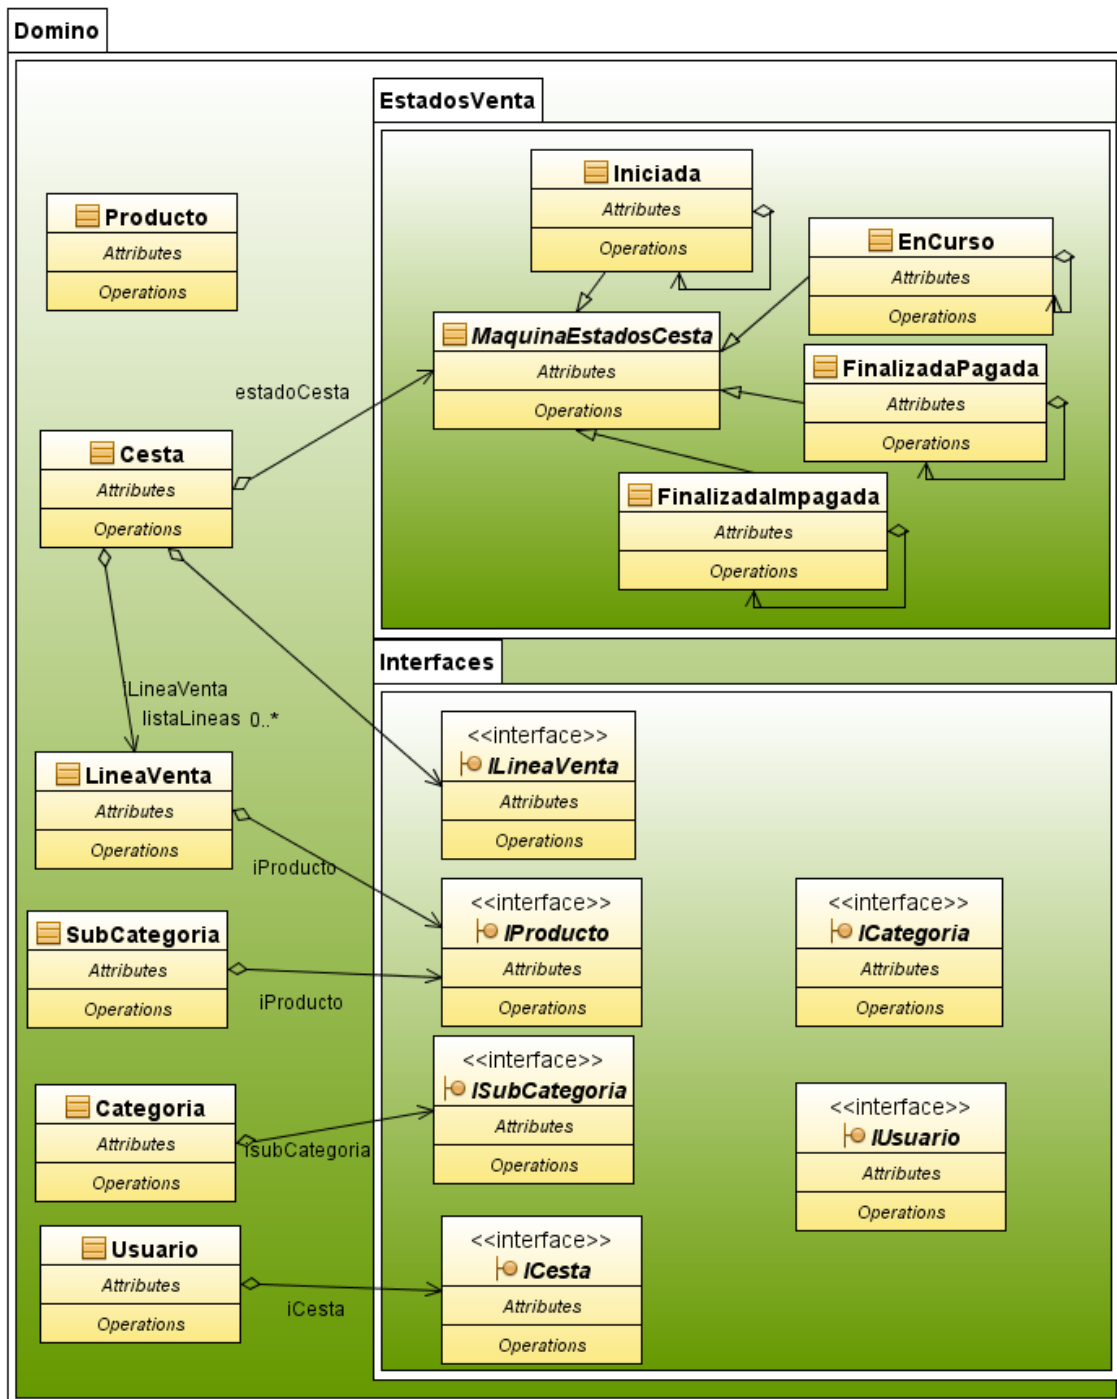 Domino
EstadosVenta
Iniciada
Attributes
Operations
Producto
Attributes
Operations
EnCurso
Attributes
Operations
MaquinaEstadosCesta
Attributes
Operations
FinalizadaPagada
Attributes
Operations
estadoCesta
Cesta
Attributes
Operations
FinalizadaImpagada
Attributes
Operations
Interfaces
iLineaVenta
listaLineas 0..*
<<interface>>
ILineaVenta
Attributes
Operations
LineaVenta
Attributes
Operations
iProducto
<<interface>>
IProducto
Attributes
Operations
<<interface>>
ICategoria
Attributes
Operations
SubCategoria
Attributes
Operations
iProducto
<<interface>>
ISubCategoria
Attributes
Operations
Categoria
Attributes
Operations
isubCategoria
<<interface>>
IUsuario
Attributes
Operations
Usuario
Attributes
Operations
iCesta
<<interface>>
ICesta
Attributes
Operations